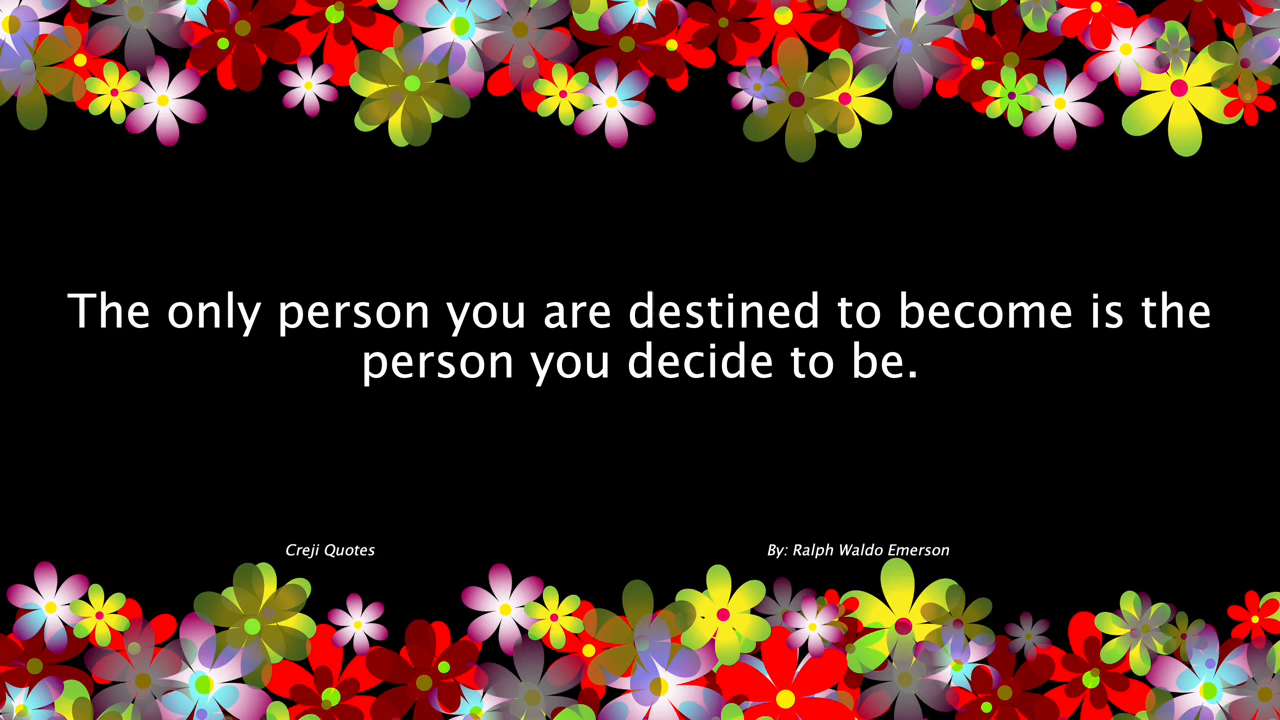 The only person you are destined to become is the
person you decide to be.
Creji Quotes
By: Ralph Waldo Emerson